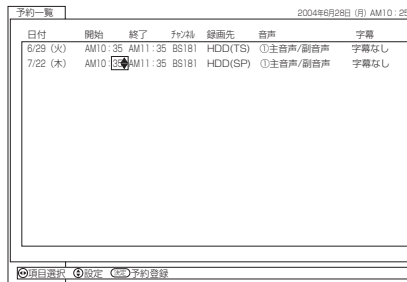 予約一覧 2004年6月28日 (月) AM10:25
日付 開始 終了 チャンネル 録画先 音声 字幕
6/29 (火) AM10:35 AM11:35 BS181 HDD(TS) ①主音声/副音声 字幕なし
7/22 (木) AM10:35 AM11:35 BS181 HDD(SP) ①主音声/副音声 字幕なし
項目選択 設定 決定 予約登録